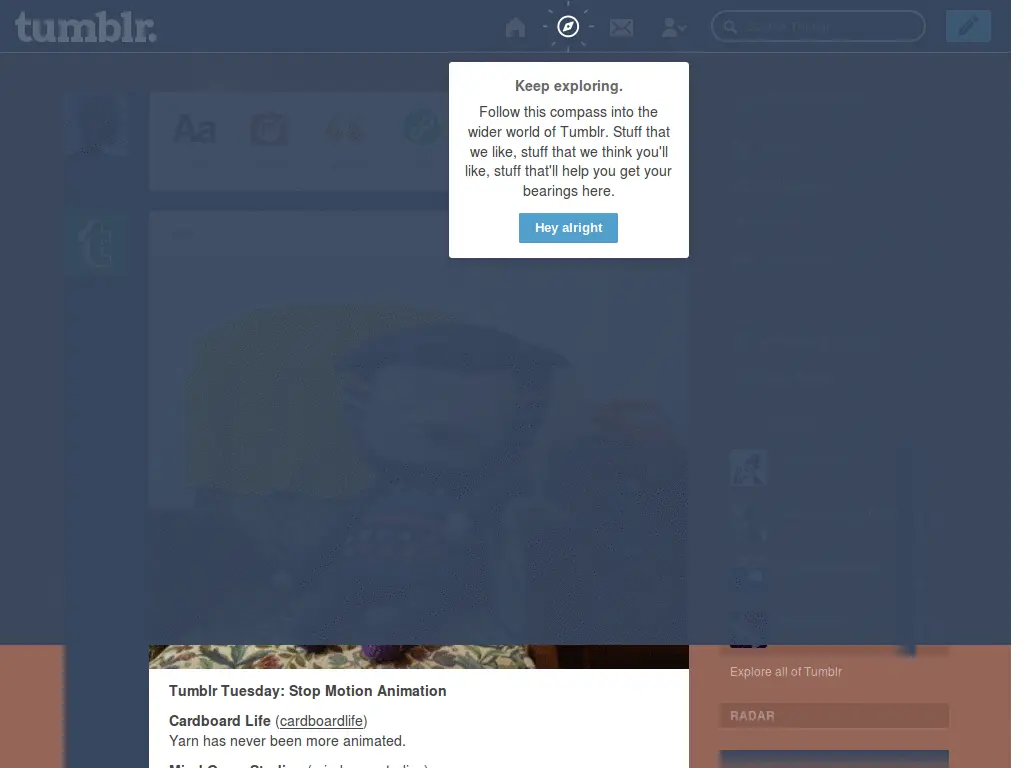 tumblr.
Keep exploring.
Follow this compass into the
wider world of Tumblr. Stuff that
we like, stuff that we think you'll
like, stuff that'll help you get your
bearings here.
Hey alright
Aa
Tumblr Tuesday: Stop Motion Animation
Cardboard Life (cardboardlife)
Yarn has never been more animated.
Explore all of Tumblr
RADAR